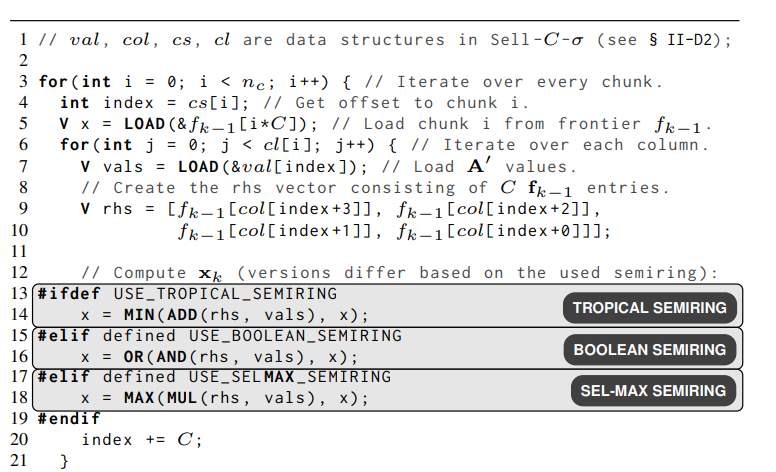 1 // val, col, cs, cl are data structures in Sell-C-σ (see § II-D2);
2
3 for(int i = 0; i < n_c; i++) { // Iterate over every chunk.
4 int index = cs[i]; // Get offset to chunk i.
5 V x = LOAD(&f_{k−1}[i*C]); // Load chunk i from frontier f_{k−1}.
6 for(int j = 0; j < cl[i]; j++) { // Iterate over each column.
7 V vals = LOAD(&val[index]); // Load A′ values.
8 // Create the rhs vector consisting of C f_{k−1} entries.
9 V rhs = [f_{k−1}[col[index+3]], f_{k−1}[col[index+2]],
10 f_{k−1}[col[index+1]], f_{k−1}[col[index+0]]];
11
12 // Compute x_k (versions differ based on the used semiring):
13 #ifdef USE_TROPICAL_SEMIRING
14 x = MIN(ADD(rhs, vals), x);
TROPICAL SEMIRING
15 #elif defined USE_BOOLEAN_SEMIRING
16 x = OR(AND(rhs, vals), x);
BOOLEAN SEMIRING
17 #elif defined USE_SELMAX_SEMIRING
18 x = MAX(MUL(rhs, vals), x);
SEL-MAX SEMIRING
19 #endif
20 index += C;
21 }